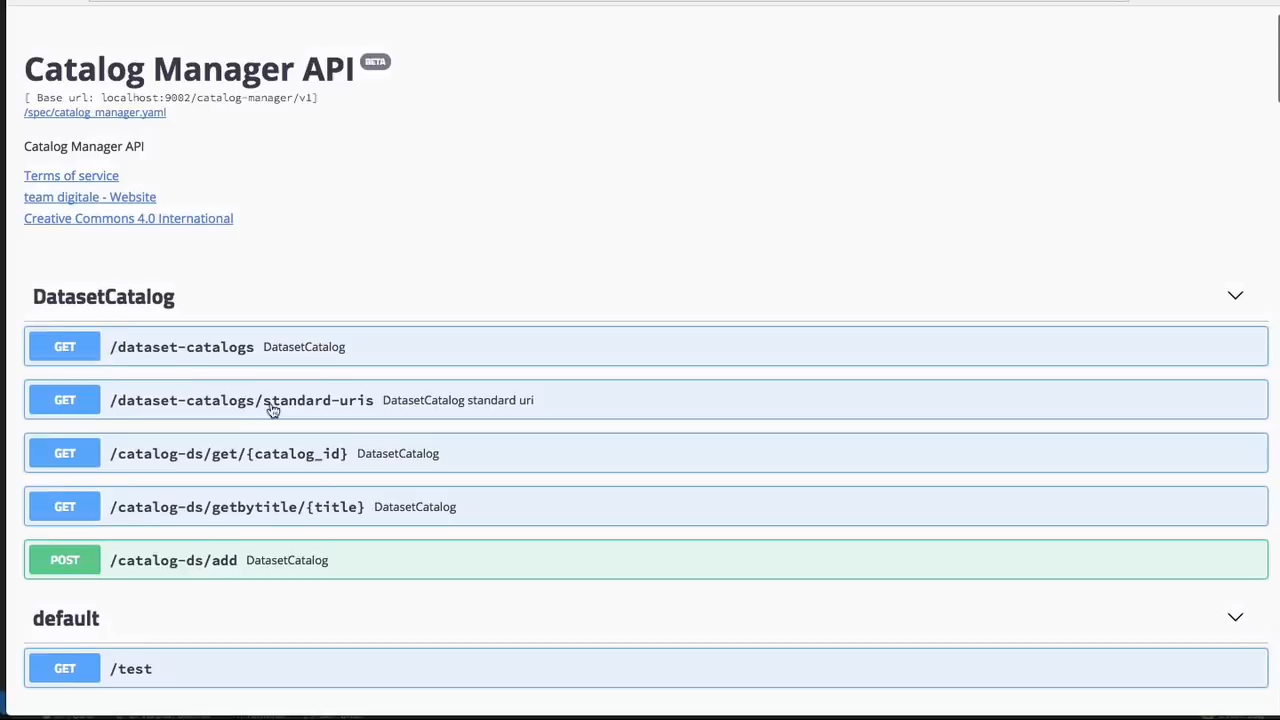 Catalog Manager API BETA
[ Base url: localhost:9002/catalog-manager/v1]
/spec/catalog_manager.yaml
Catalog Manager API
Terms of service
team digitale - Website
Creative Commons 4.0 International
DatasetCatalog
GET /dataset-catalogs DatasetCatalog
GET /dataset-catalogs/standard-uris DatasetCatalog standard uri
GET /catalog-ds/get/{catalog_id} DatasetCatalog
GET /catalog-ds/getbytitle/{title} DatasetCatalog
POST /catalog-ds/add DatasetCatalog
default
GET /test